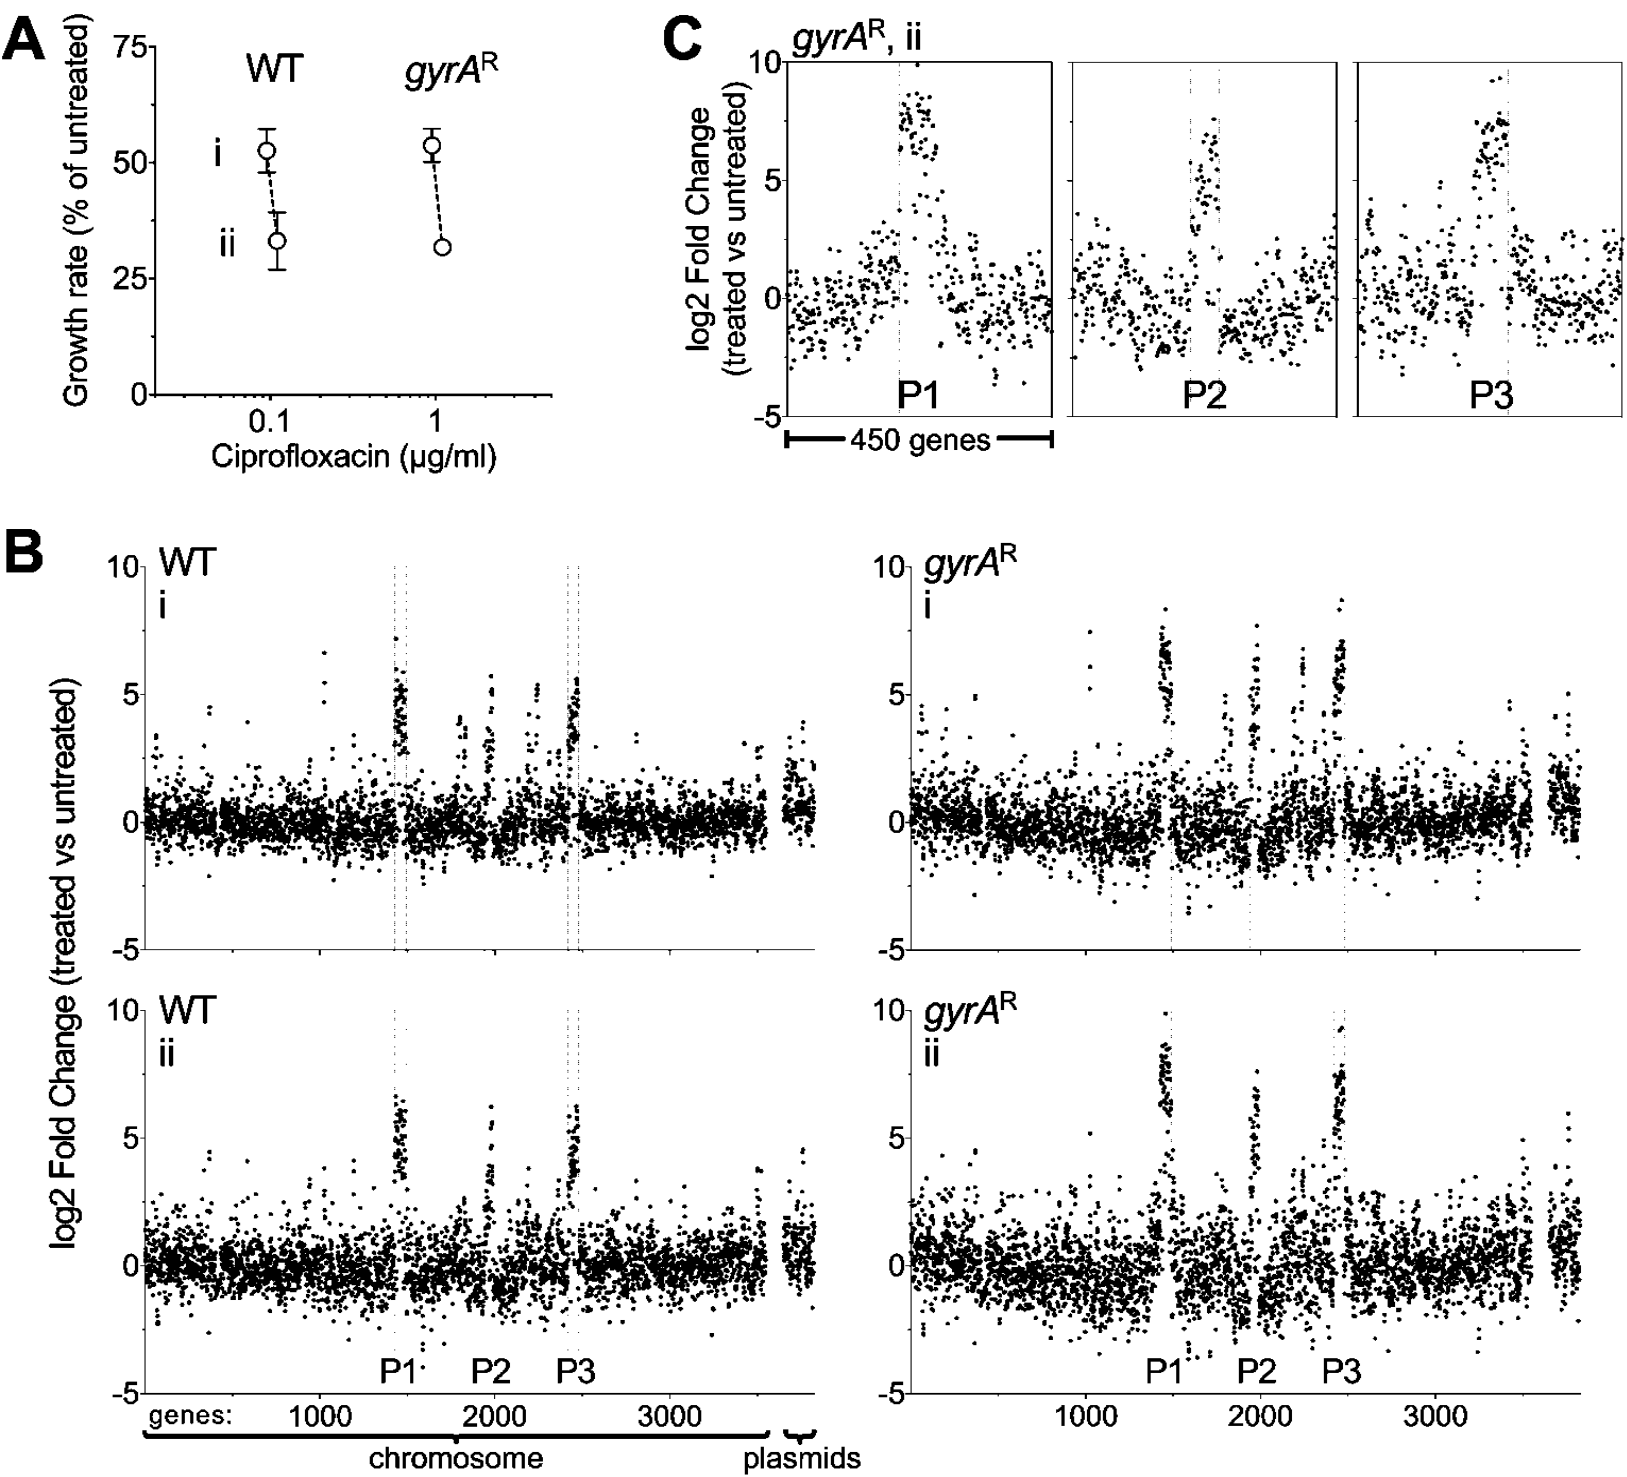 A
75
50
25
0
Growth rate (% of untreated)
WT
gyrAR
i
ii
0.1
1
Ciprofloxacin (µg/ml)
C
gyrAR, ii
10
5
0
-5
log2 Fold Change
(treated vs untreated)
P1
P2
P3
450 genes
B
log2 Fold Change (treated vs untreated)
WT
i
10
5
0
-5
gyrAR
i
10
5
0
-5
WT
ii
10
5
0
-5
P1
P2
P3
genes:
1000
2000
3000
chromosome
plasmids
gyrAR
ii
10
5
0
-5
P1
P2
P3
1000
2000
3000